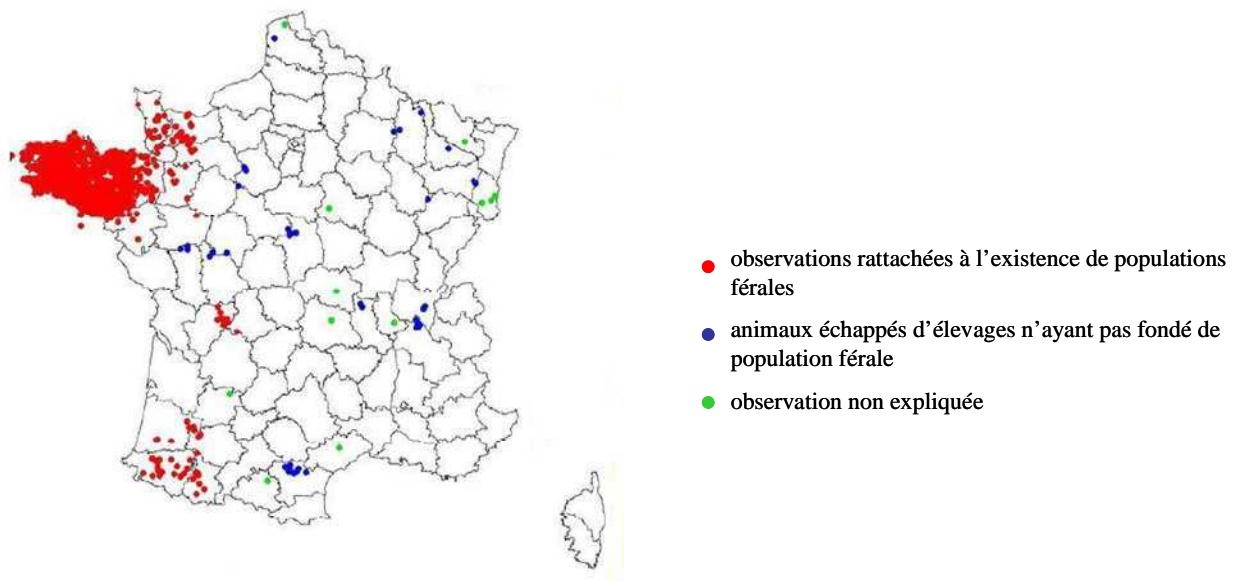 observations rattachées à l’existence de populations
férales
animaux échappés d’élevages n’ayant pas fondé de
population férale
observation non expliquée